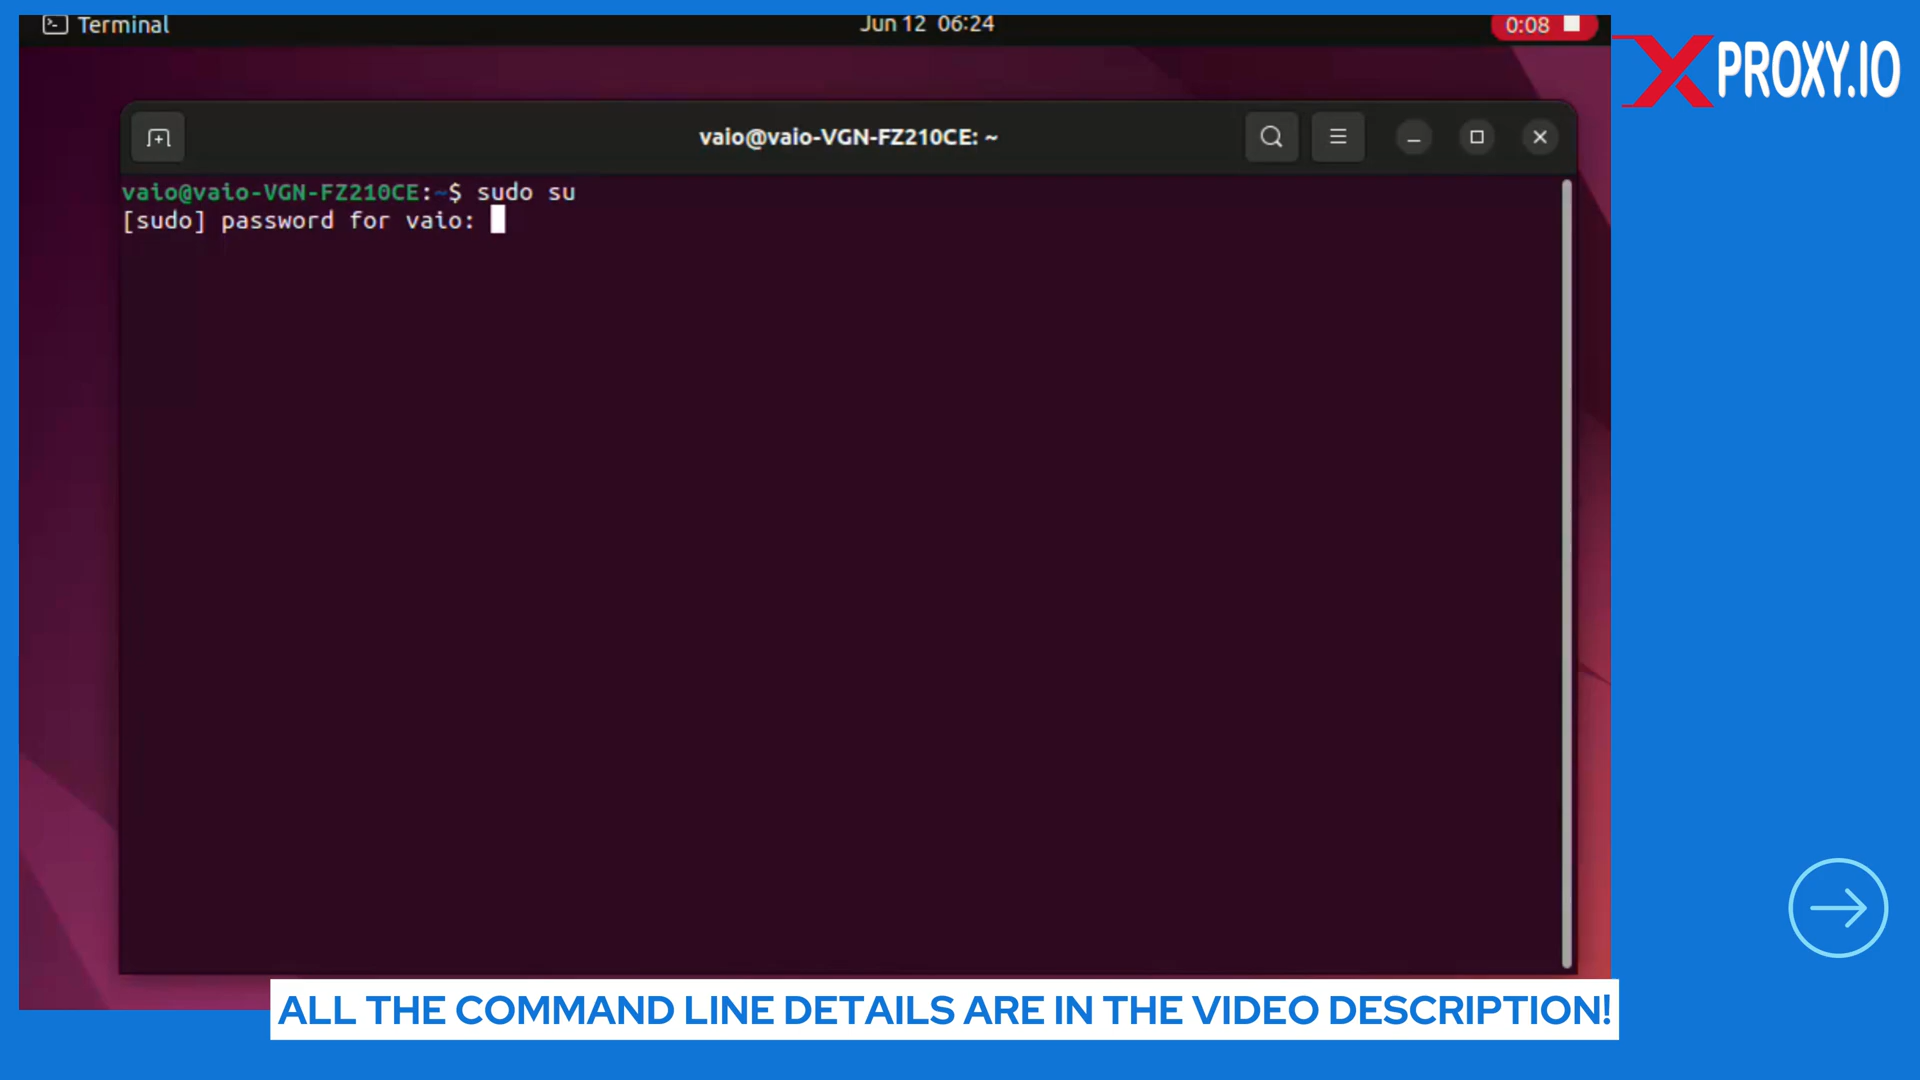 Terminal
Jun 12 06:24
0:08
XPROXY.IO
vaio@vaio-VGN-FZ210CE: ~
vaio@vaio-VGN-FZ210CE:~$ sudo su
[sudo] password for vaio:
ALL THE COMMAND LINE DETAILS ARE IN THE VIDEO DESCRIPTION!